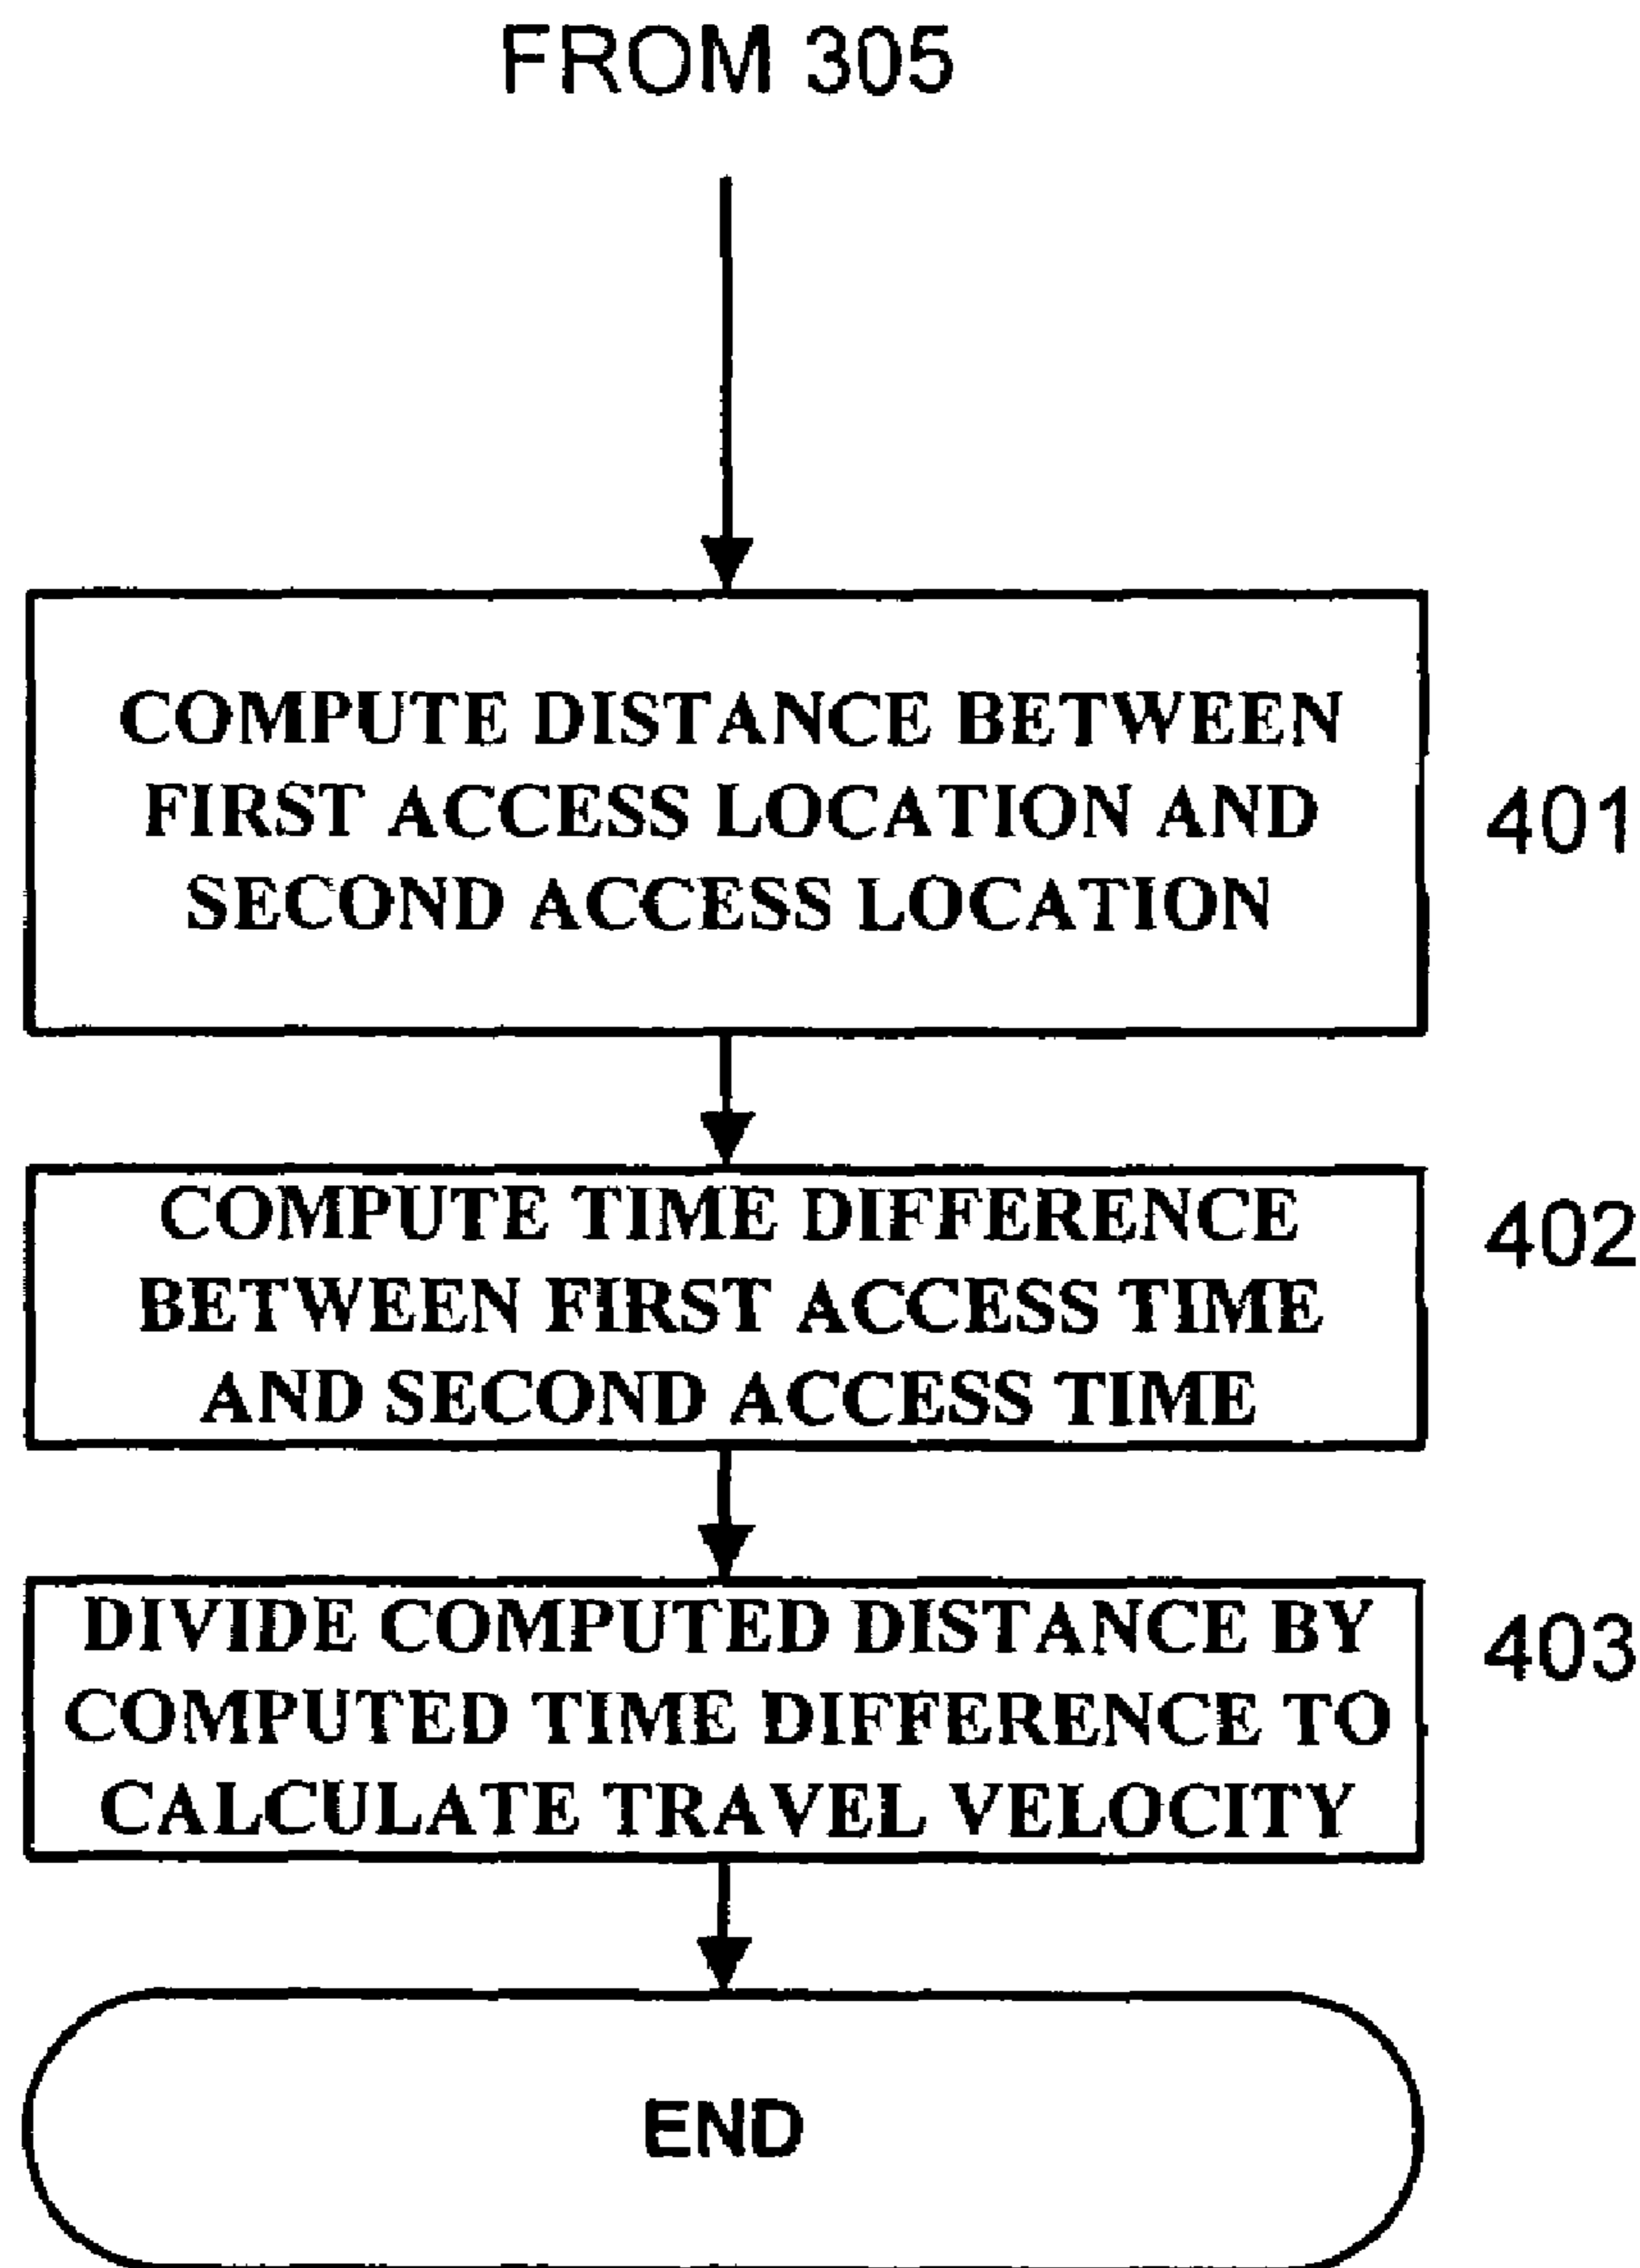 FROM 305
COMPUTE DISTANCE BETWEEN
FIRST ACCESS LOCATION AND
SECOND ACCESS LOCATION
401
COMPUTE TIME DIFFERENCE
BETWEEN FIRST ACCESS TIME
AND SECOND ACCESS TIME
402
DIVIDE COMPUTED DISTANCE BY
COMPUTED TIME DIFFERENCE TO
CALCULATE TRAVEL VELOCITY
403
END